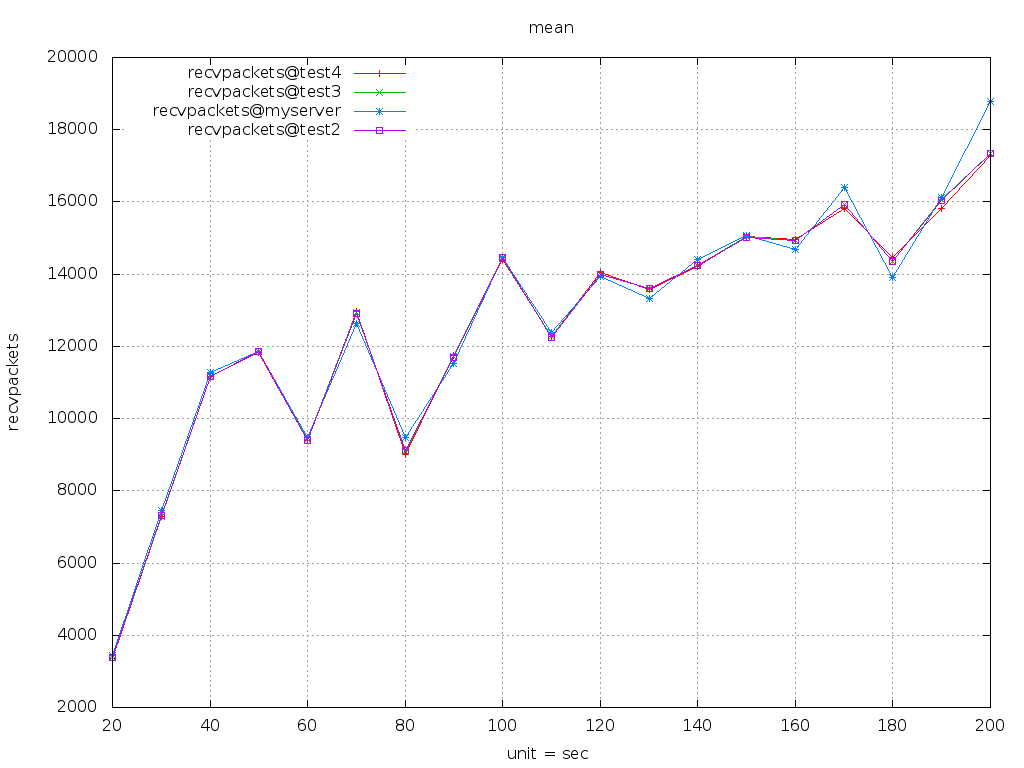 mean
20000
18000
16000
14000
12000
10000
8000
6000
4000
2000
recvpackets
recvpackets@test4
recvpackets@test3
recvpackets@myserver
recvpackets@test2
20 40 60 80 100 120 140 160 180 200
unit = sec